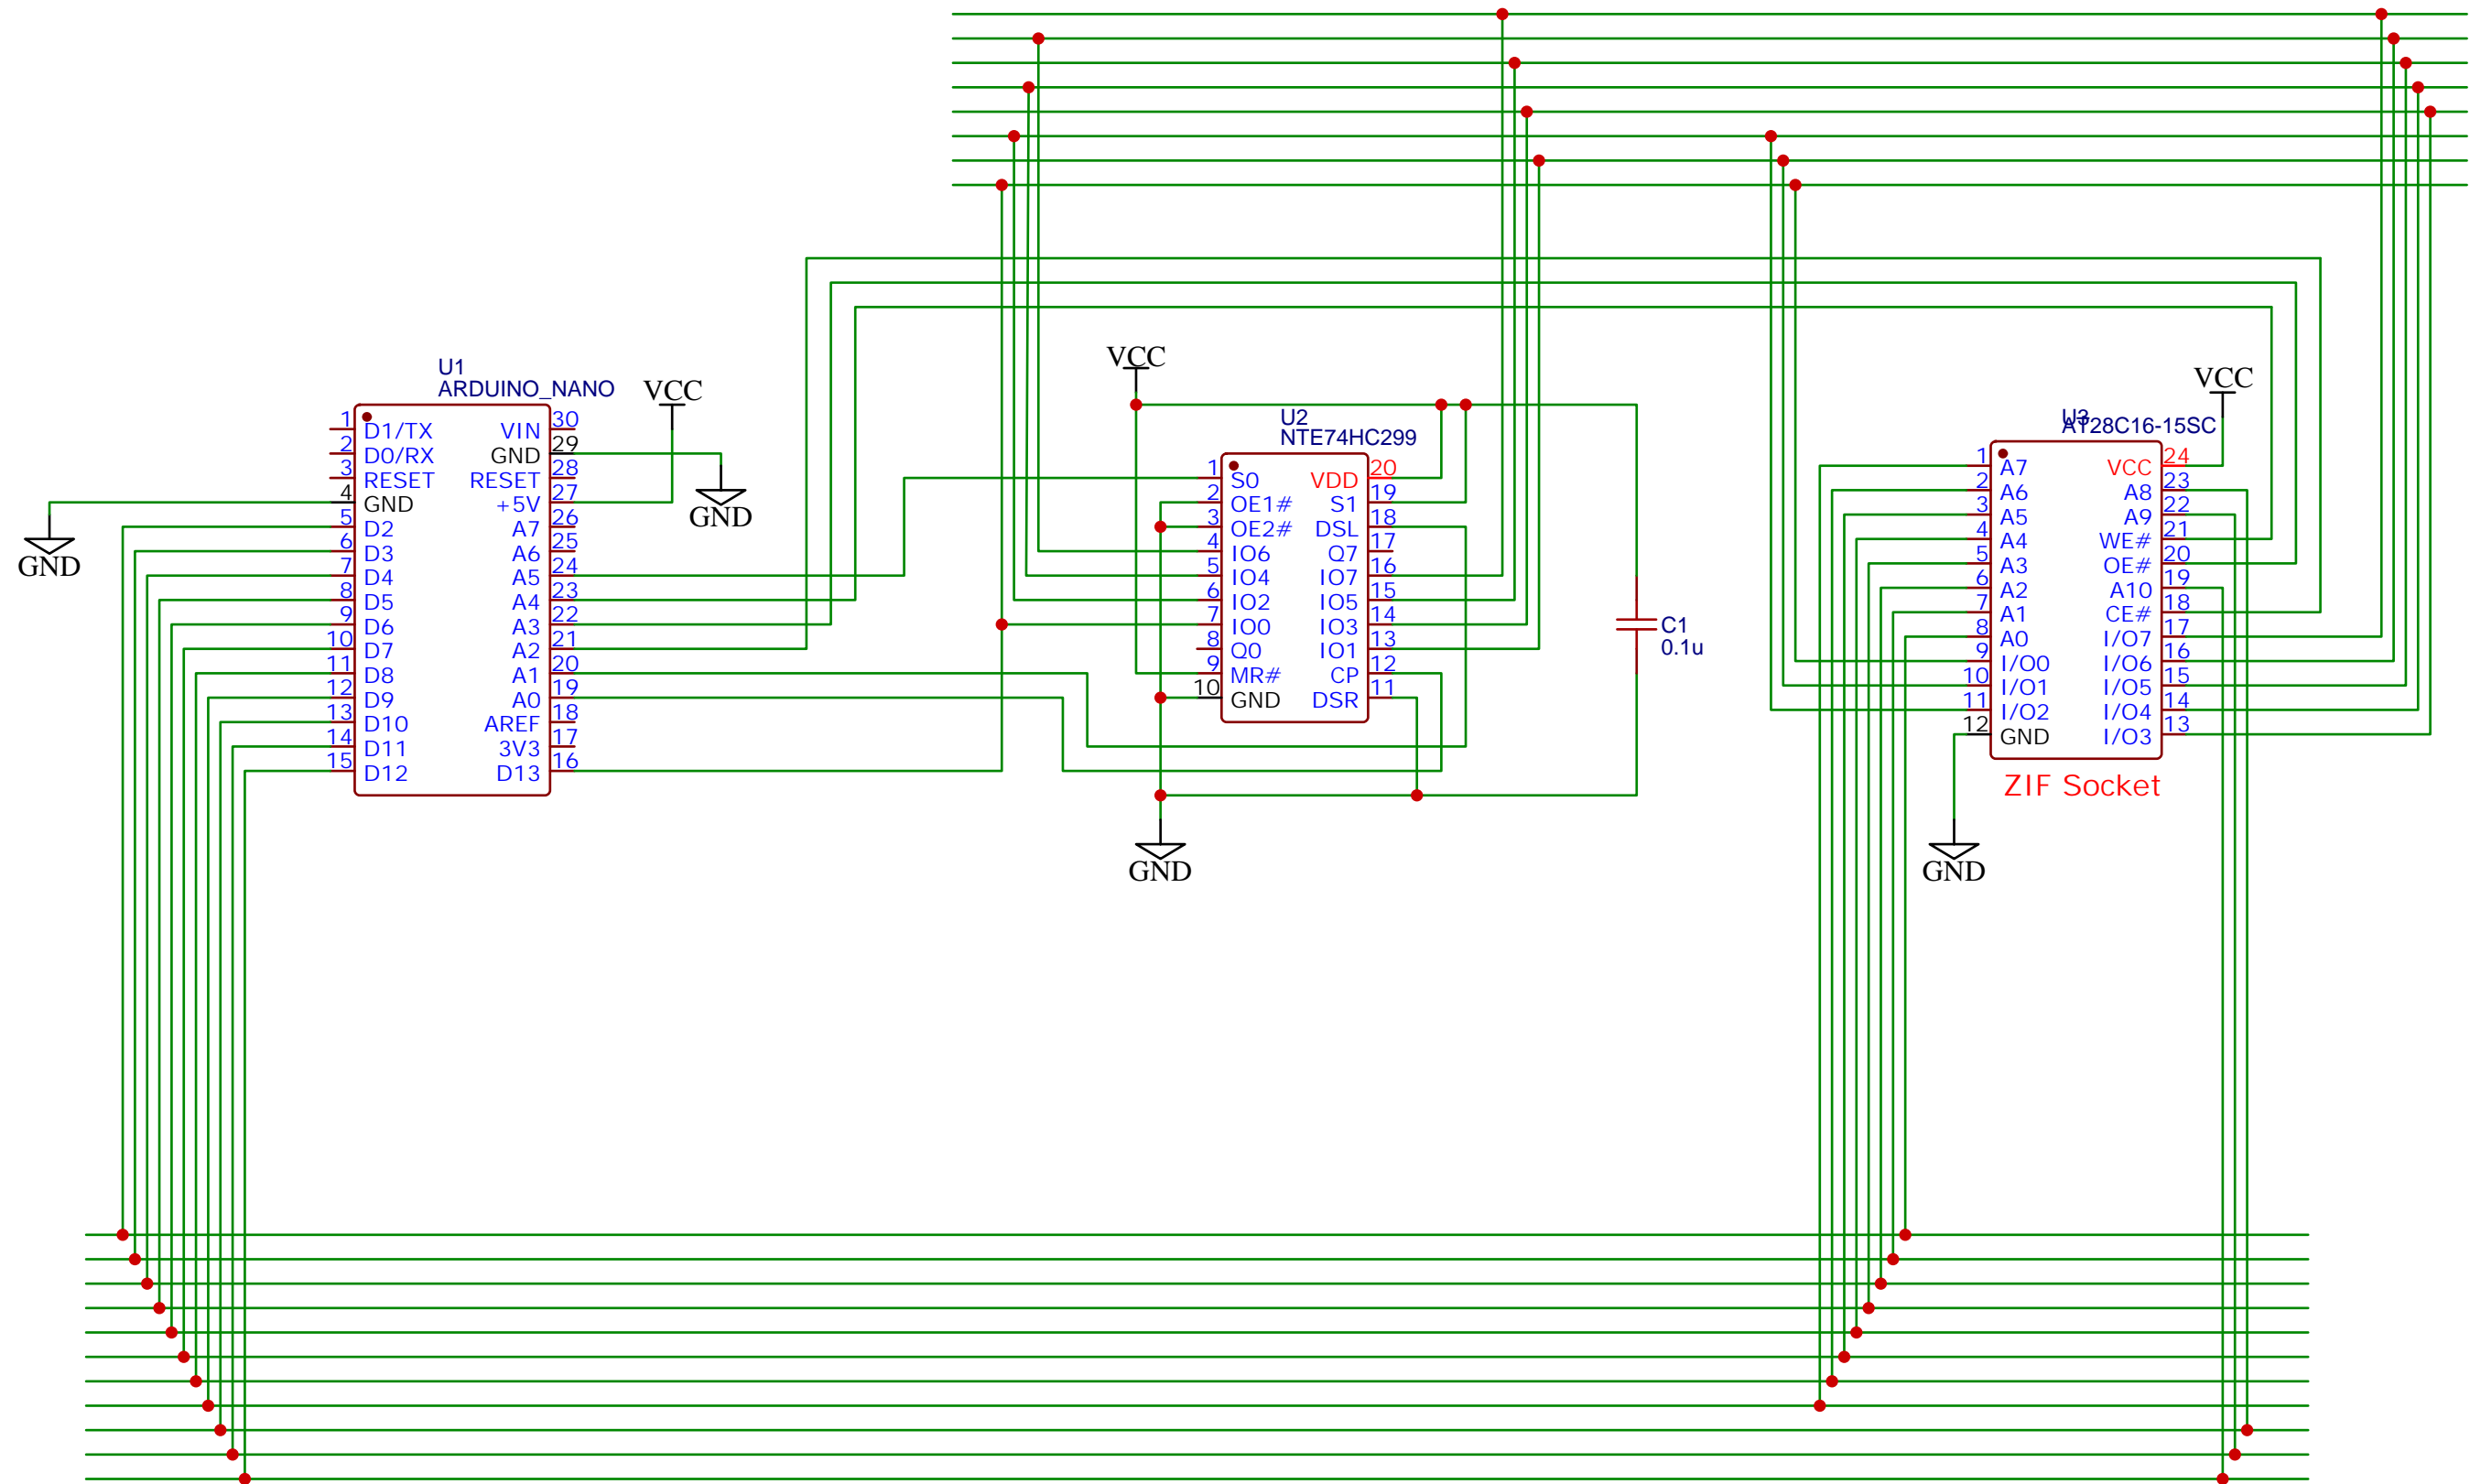 U1
ARDUINO_NANO
VCC
1 D1/TX VIN 30
2 D0/RX GND 29
3 RESET RESET 28
4 GND +5V 27
5 D2 A7 26
6 D3 A6 25
7 D4 A5 24
8 D5 A4 23
9 D6 A3 22
10 D7 A2 21
11 D8 A1 20
12 D9 A0 19
13 D10 AREF 18
14 D11 3V3 17
15 D12 D13 16
GND
GND
VCC
U2
NTE74HC299
1 S0 VDD 20
2 OE1# S1 19
3 OE2# DSL 18
4 IO6 Q7 17
5 IO4 IO7 16
6 IO2 IO5 15
7 IO0 IO3 14
8 Q0 IO1 13
9 MR# CP 12
10 GND DSR 11
GND
C1
0.1u
VCC
U3
AT28C16-15SC
1 A7 VCC 24
2 A6 A8 23
3 A5 A9 22
4 A4 WE# 21
5 A3 OE# 20
6 A2 A10 19
7 A1 CE# 18
8 A0 I/O7 17
9 I/O0 I/O6 16
10 I/O1 I/O5 15
11 I/O2 I/O4 14
12 GND I/O3 13
ZIF Socket
GND